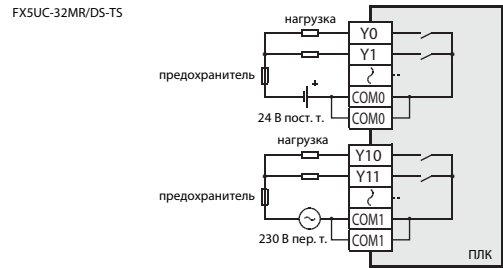 FX5UC-32MR/DS-TS
нагрузка
Y0
Y1
предохранитель
COM0
24 В пост. т.
COM0
нагрузка
Y10
Y11
предохранитель
COM1
230 В пер. т.
COM1
ПЛК